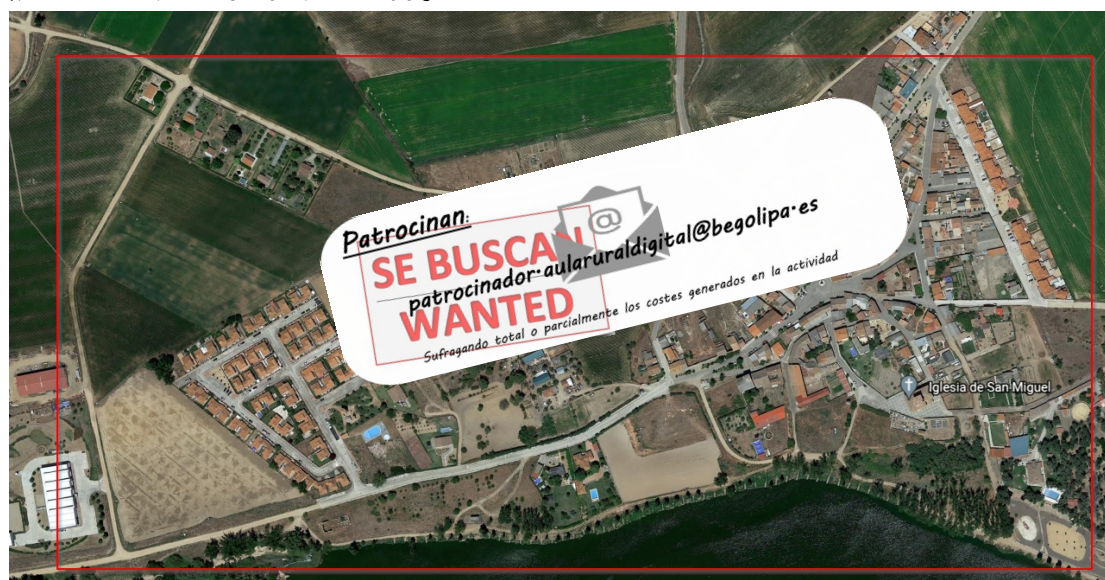 Patrocinan:
SE BUSCAN
patrocinador.aularuraldigital@begolipa.es
WANTED
Sufragando total o parcialmente los costes generados en la actividad
Iglesia de San Miguel